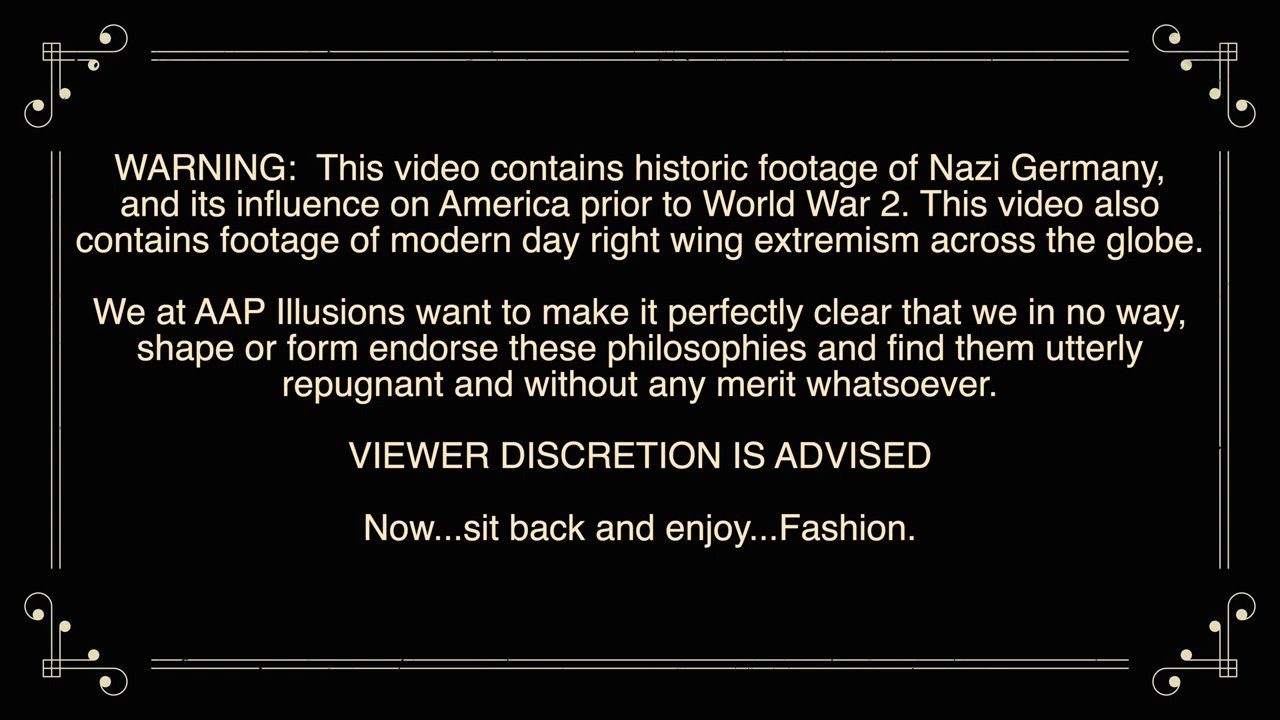 WARNING:  This video contains historic footage of Nazi Germany,
and its influence on America prior to World War 2. This video also
contains footage of modern day right wing extremism across the globe.
We at AAP Illusions want to make it perfectly clear that we in no way,
shape or form endorse these philosophies and find them utterly
repugnant and without any merit whatsoever.
VIEWER DISCRETION IS ADVISED
Now...sit back and enjoy...Fashion.